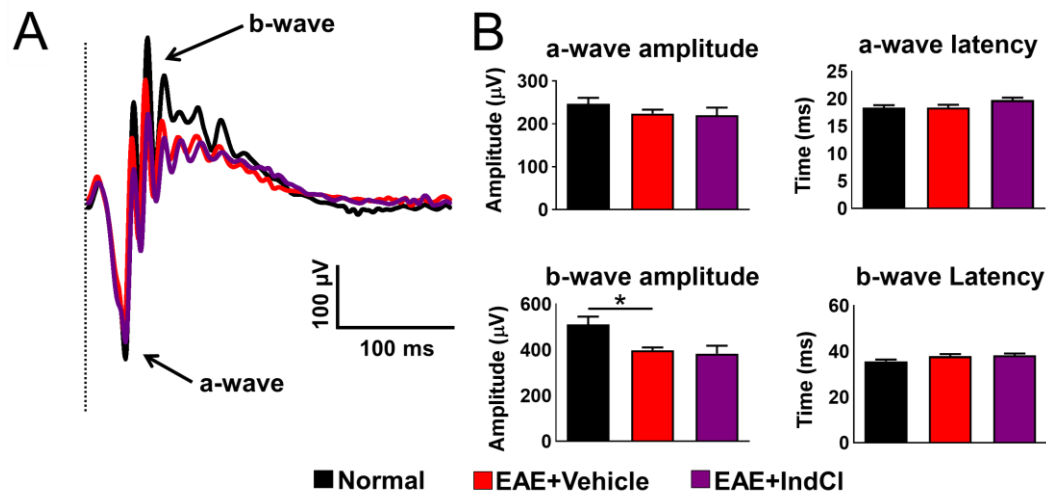 A
b-wave
a-wave
100 µV
100 ms
B
a-wave amplitude
Amplitude (µV)
300
200
100
0
a-wave latency
Time (ms)
25
20
15
10
5
0
b-wave amplitude
Amplitude (µV)
600
400
200
0
*
b-wave Latency
Time (ms)
60
40
20
0
Normal
EAE+Vehicle
EAE+IndCl